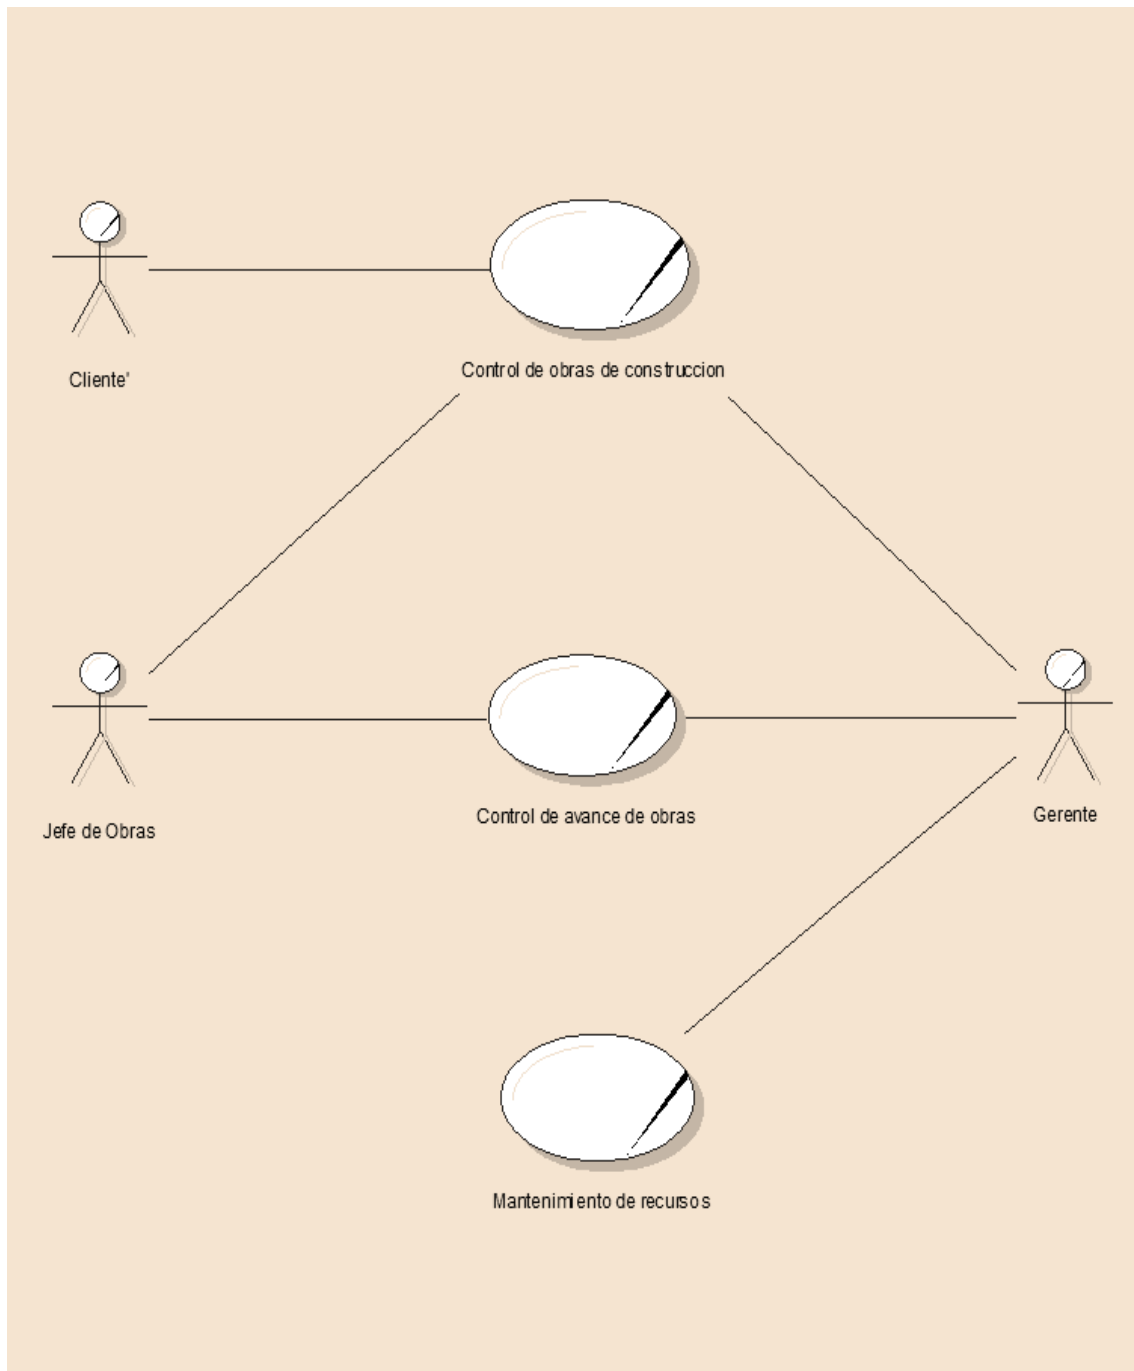 Control de obras de construccion
Cliente'
Control de avance de obras
Gerente
Jefe de Obras
Mantenimiento de recursos